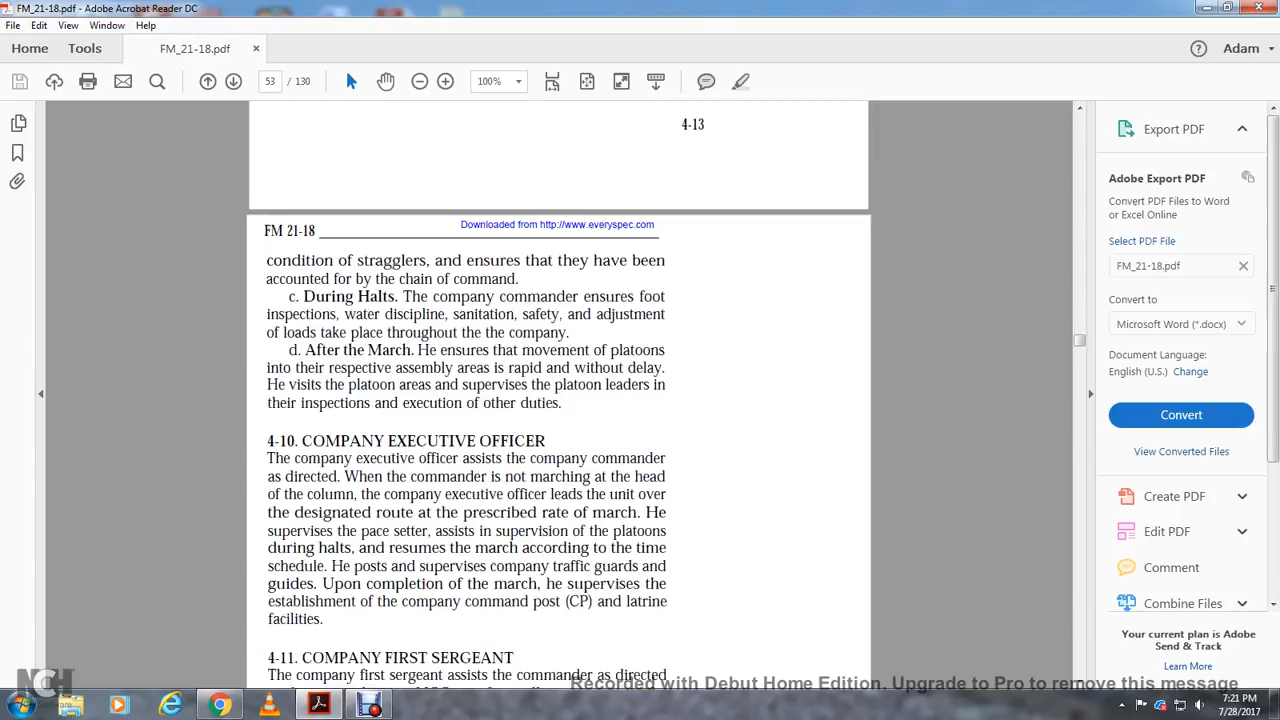 FM_21-18.pdf - Adobe Acrobat Reader DC
File Edit View Window Help
Home Tools FM_21-18.pdf × Adam
53 / 130 100%
4-13
Downloaded from http://www.everyspec.com
FM 21-18
condition of stragglers, and ensures that they have been
accounted for by the chain of command.
c. During Halts. The company commander ensures foot
inspections, water discipline, sanitation, safety, and adjustment
of loads take place throughout the the company.
d. After the March. He ensures that movement of platoons
into their respective assembly areas is rapid and without delay.
He visits the platoon areas and supervises the platoon leaders in
their inspections and execution of other duties.
4-10. COMPANY EXECUTIVE OFFICER
The company executive officer assists the company commander
as directed. When the commander is not marching at the head
of the column, the company executive officer leads the unit over
the designated route at the prescribed rate of march. He
supervises the pace setter, assists in supervision of the platoons
during halts, and resumes the march according to the time
schedule. He posts and supervises company traffic guards and
guides. Upon completion of the march, he supervises the
establishment of the company command post (CP) and latrine
facilities.
4-11. COMPANY FIRST SERGEANT
The company first sergeant assists the commander as directed
Export PDF
Adobe Export PDF
Convert PDF Files to Word
or Excel Online
Select PDF File
FM_21-18.pdf
Convert to
Microsoft Word (*.docx)
Document Language:
English (U.S.) Change
Convert
View Converted Files
Create PDF
Edit PDF
Comment
Combine Files
Your current plan is Adobe
Send & Track
Learn More
NCH
Software
Recorded with Debut Home Edition. Upgrade to Pro to remove this message
7:21 PM
7/28/2017